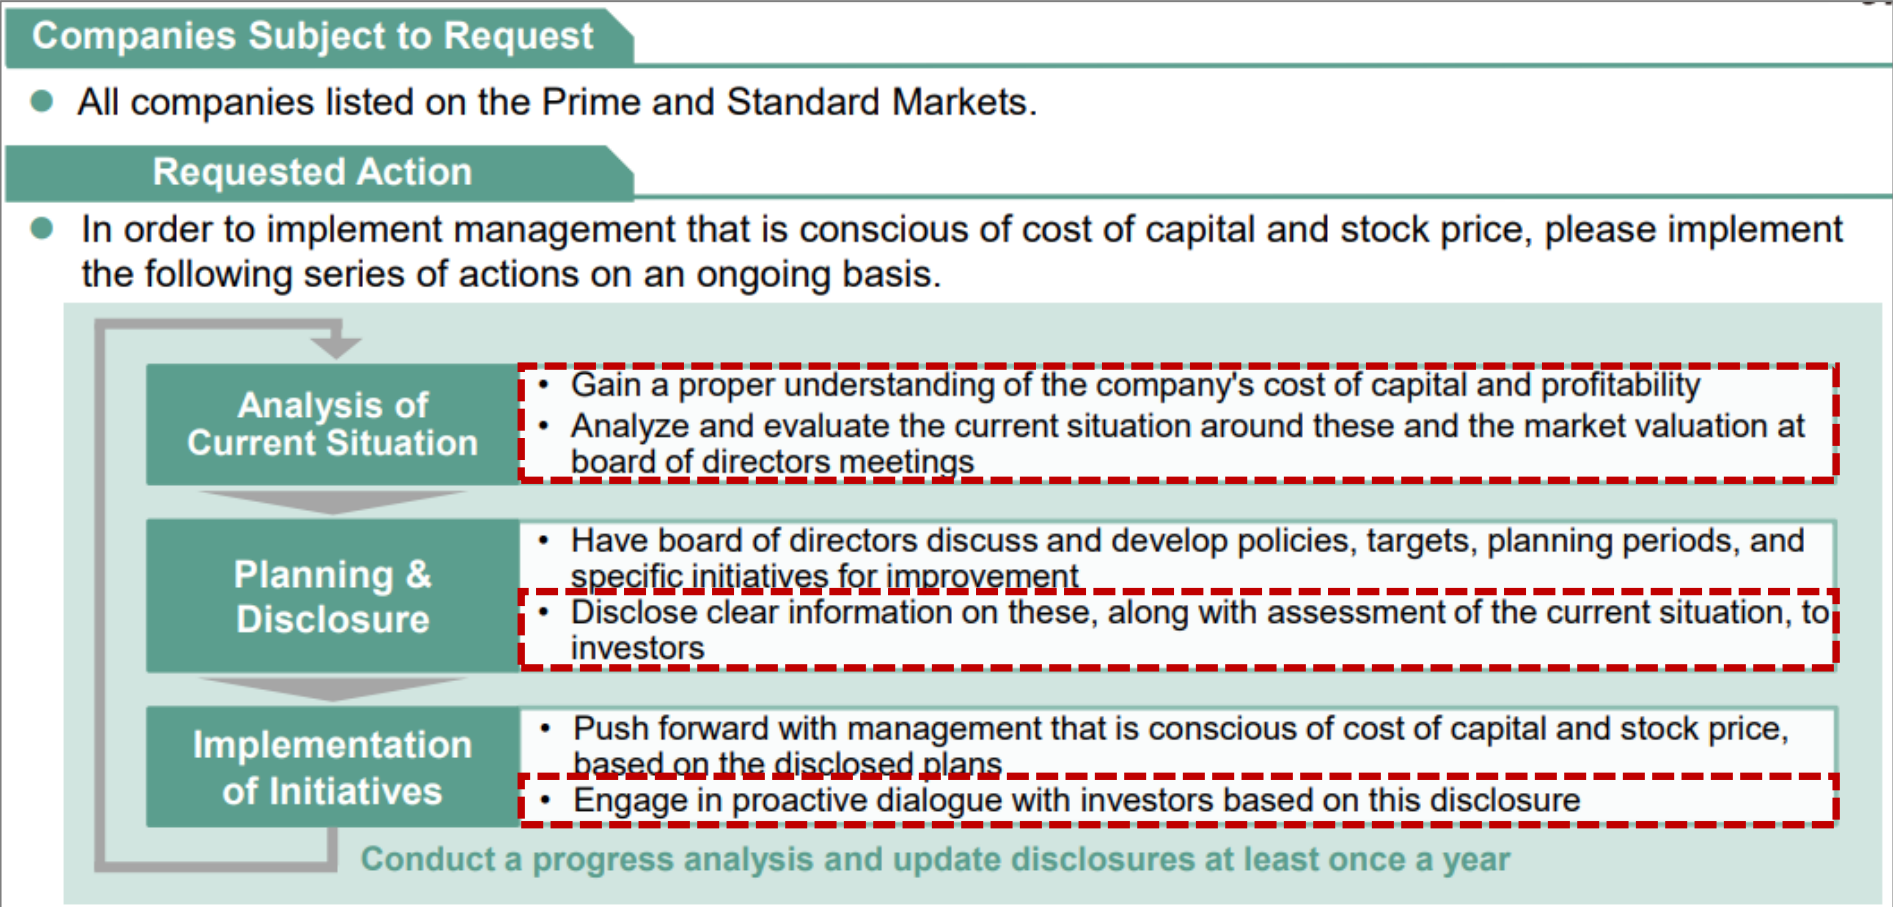 Companies Subject to Request
● All companies listed on the Prime and Standard Markets.
Requested Action
● In order to implement management that is conscious of cost of capital and stock price, please implement
the following series of actions on an ongoing basis.
Analysis of
Current Situation
• Gain a proper understanding of the company's cost of capital and profitability
• Analyze and evaluate the current situation around these and the market valuation at
board of directors meetings
Planning &
Disclosure
• Have board of directors discuss and develop policies, targets, planning periods, and
specific initiatives for improvement
• Disclose clear information on these, along with assessment of the current situation, to
investors
Implementation
of Initiatives
• Push forward with management that is conscious of cost of capital and stock price,
based on the disclosed plans
• Engage in proactive dialogue with investors based on this disclosure
Conduct a progress analysis and update disclosures at least once a year